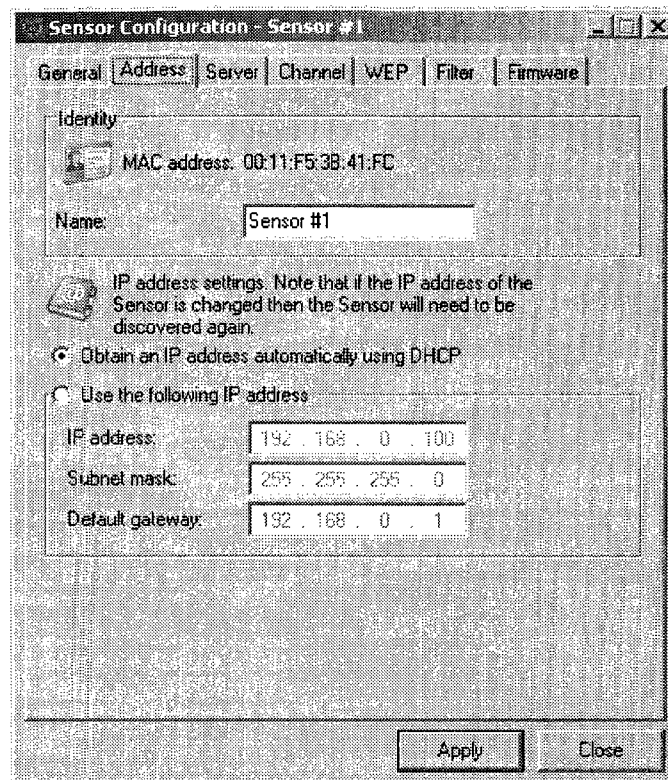 Sensor Configuration - Sensor #1
General Address Server Channel WEP Filter Firmware
Identity
MAC address: 00:11:F5:3B:41:FC
Name: Sensor #1
IP address settings. Note that if the IP address of the
Sensor is changed then the Sensor will need to be
discovered again.
Obtain an IP address automatically using DHCP
Use the following IP address
IP address: 192 . 168 . 0 . 100
Subnet mask: 255 . 255 . 255 . 0
Default gateway: 192 . 168 . 0 . 1
Apply Close